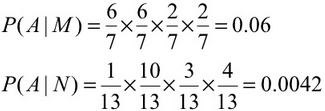 P(A|M) = 6/7 × 6/7 × 2/7 × 2/7 = 0.06
P(A|N) = 1/13 × 10/13 × 3/13 × 4/13 = 0.0042